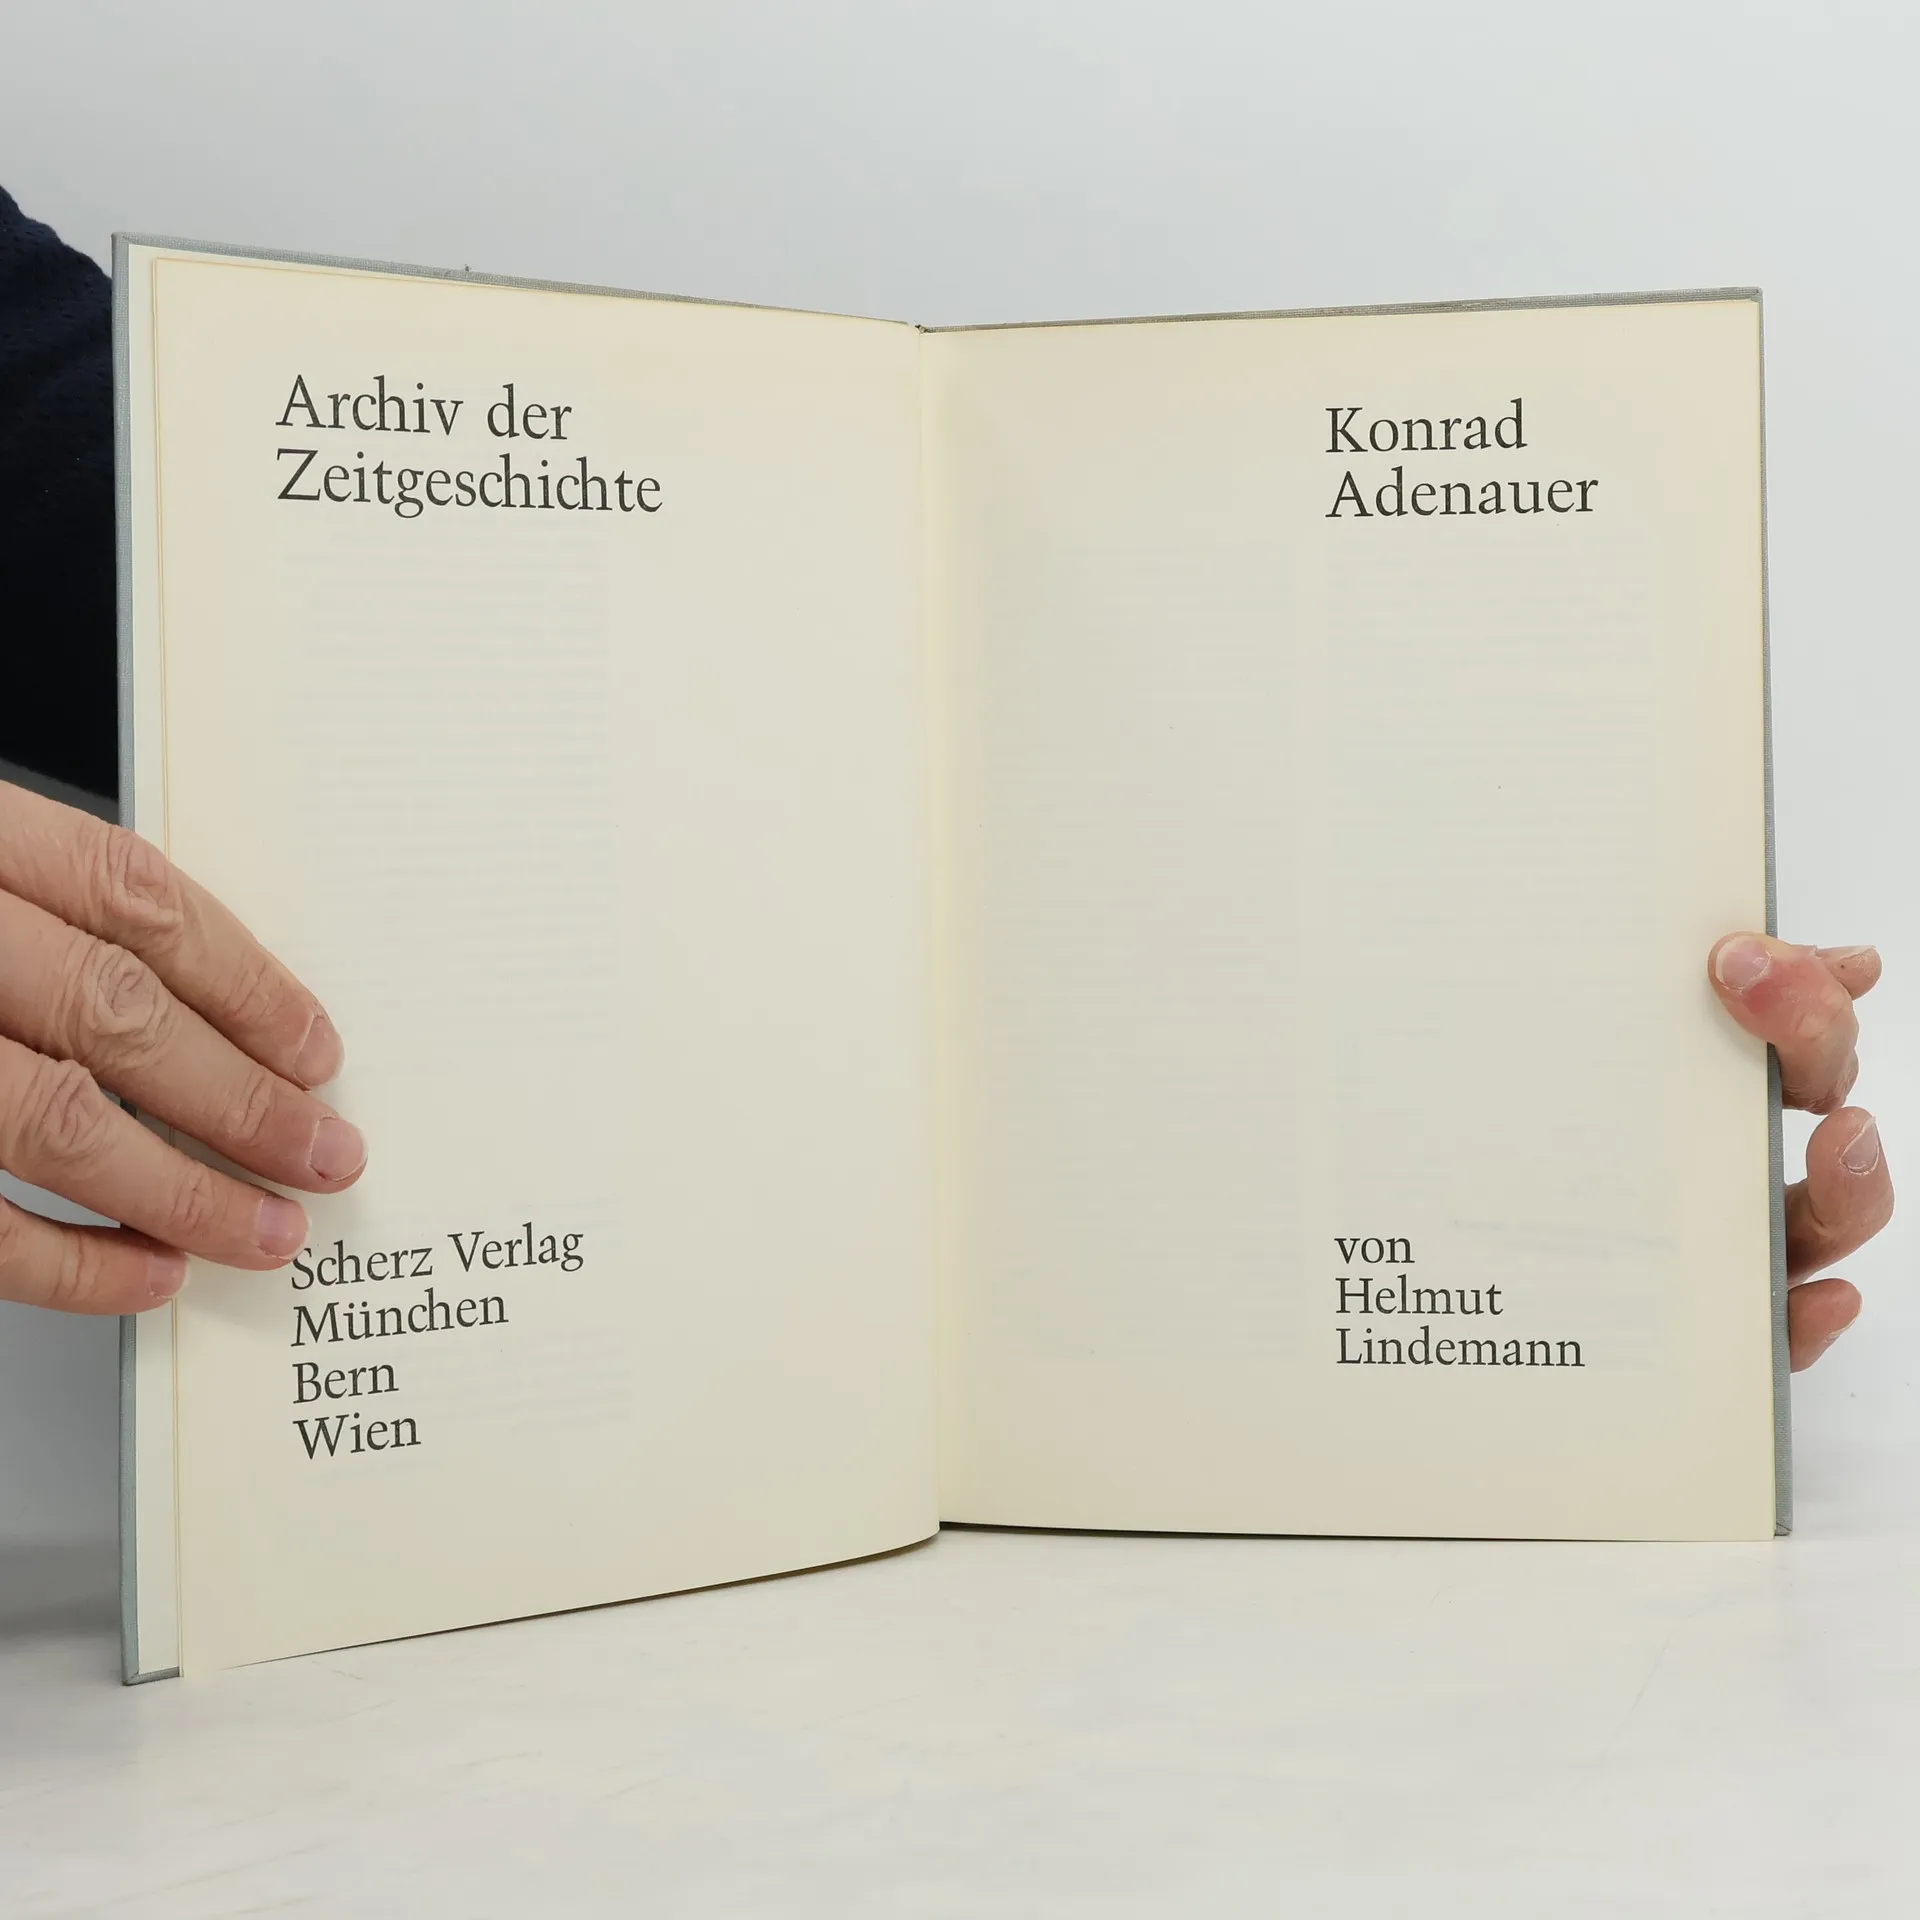 Archiv der
Zeitgeschichte
Scherz Verlag
München
Bern
Wien
Konrad
Adenauer
von
Helmut
Lindemann